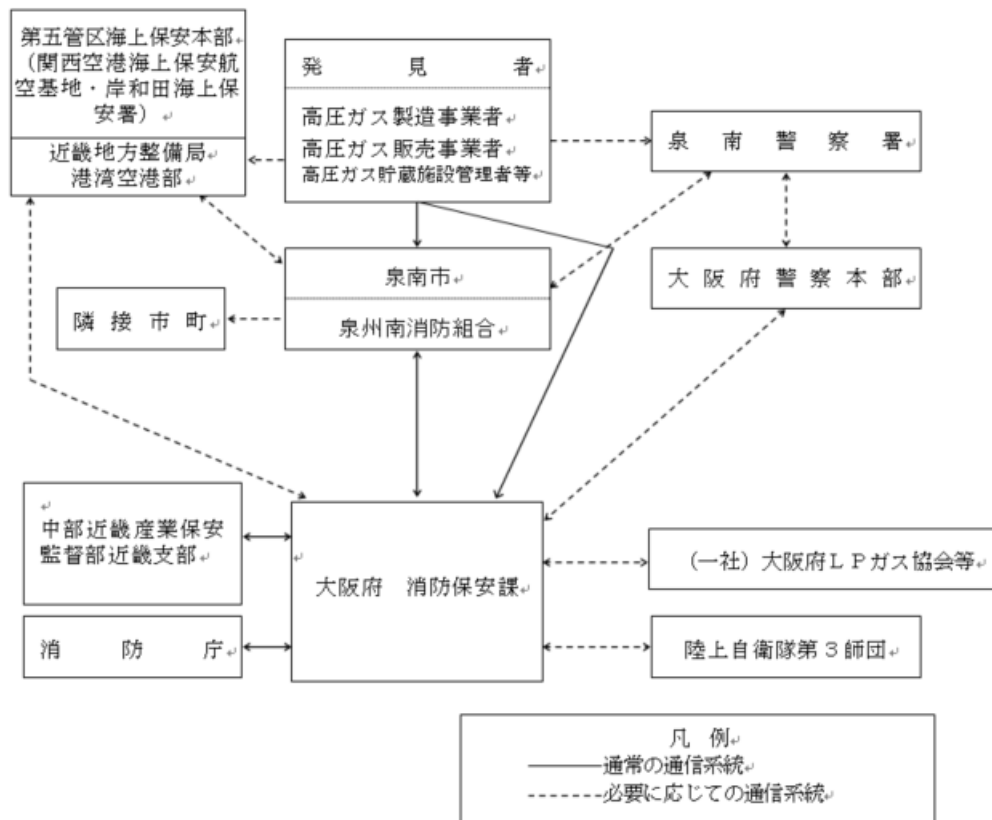 第五管区海上保安本部
（関西空港海上保安航
空基地・岸和田海上保
安署）
近畿地方整備局
港湾空港部
発見者
高圧ガス製造事業者
高圧ガス販売事業者
高圧ガス貯蔵施設管理者等
泉南警察署
泉南市
泉州南消防組合
大阪府警察本部
隣接市町
中部近畿産業保安
監督部近畿支部
大阪府　消防保安課
（一社）大阪府ＬＰガス協会等
消防庁
陸上自衛隊第３師団
凡例
通常の通信系統
必要に応じての通信系統